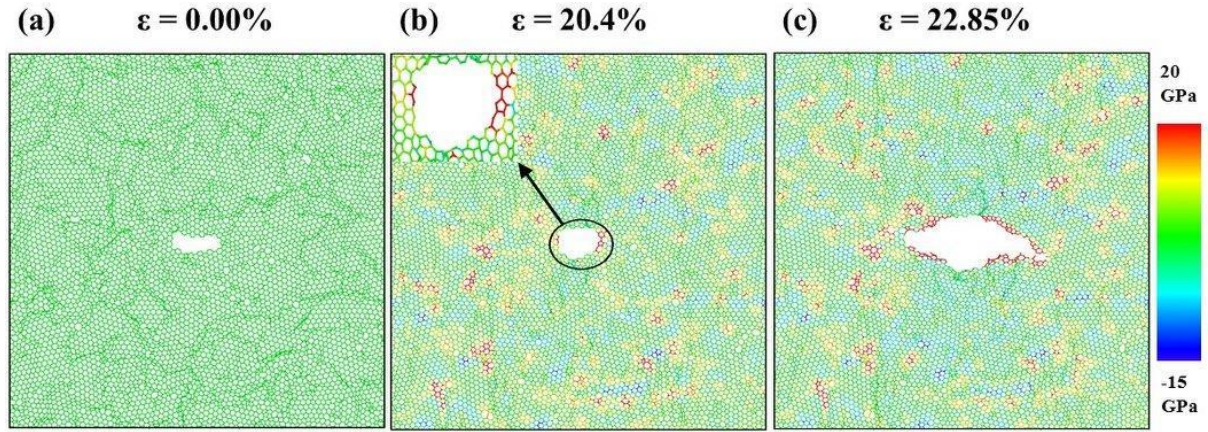 (a) ε = 0.00%
(b) ε = 20.4%
(c) ε = 22.85%
20
GPa
-15
GPa